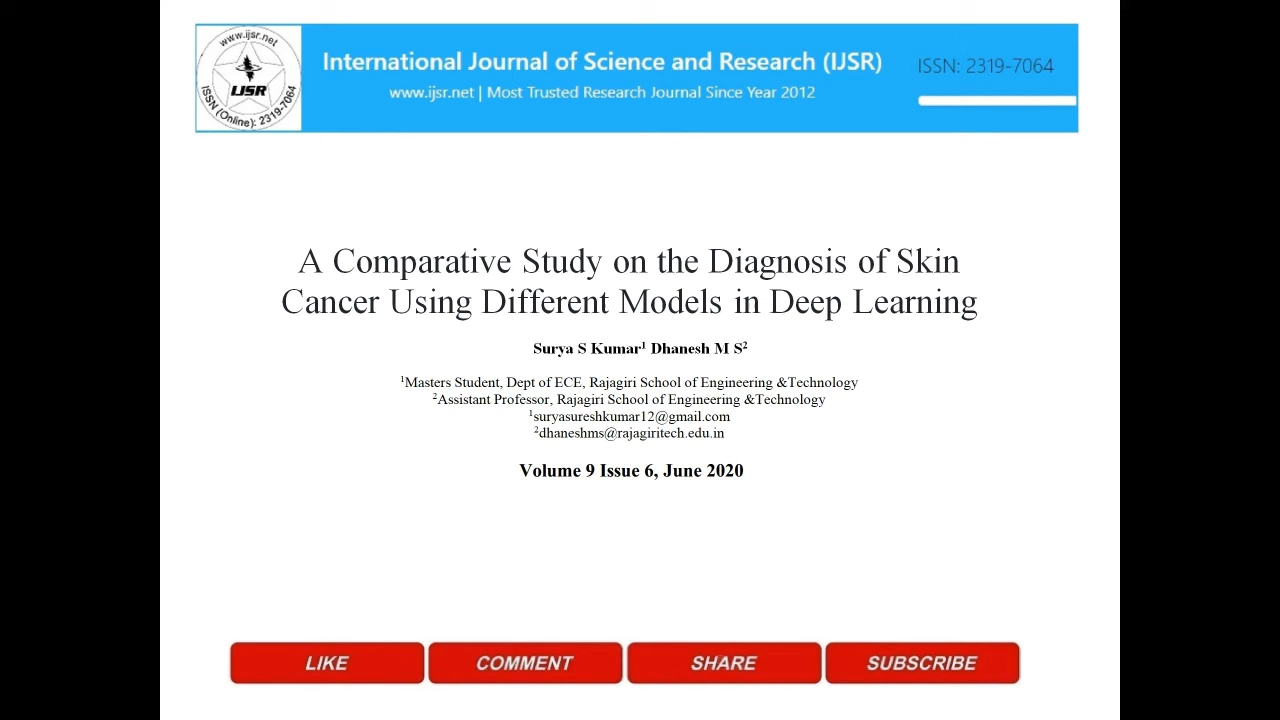 www.ijsr.net
IJSR
ISSN (Online): 2319-7064
International Journal of Science and Research (IJSR)
www.ijsr.net | Most Trusted Research Journal Since Year 2012
ISSN: 2319-7064
A Comparative Study on the Diagnosis of Skin
Cancer Using Different Models in Deep Learning
Surya S Kumar¹ Dhanesh M S²
¹Masters Student, Dept of ECE, Rajagiri School of Engineering &Technology
²Assistant Professor, Rajagiri School of Engineering &Technology
¹suryasureshkumar12@gmail.com
²dhaneshms@rajagiritech.edu.in
Volume 9 Issue 6, June 2020
LIKE COMMENT SHARE SUBSCRIBE